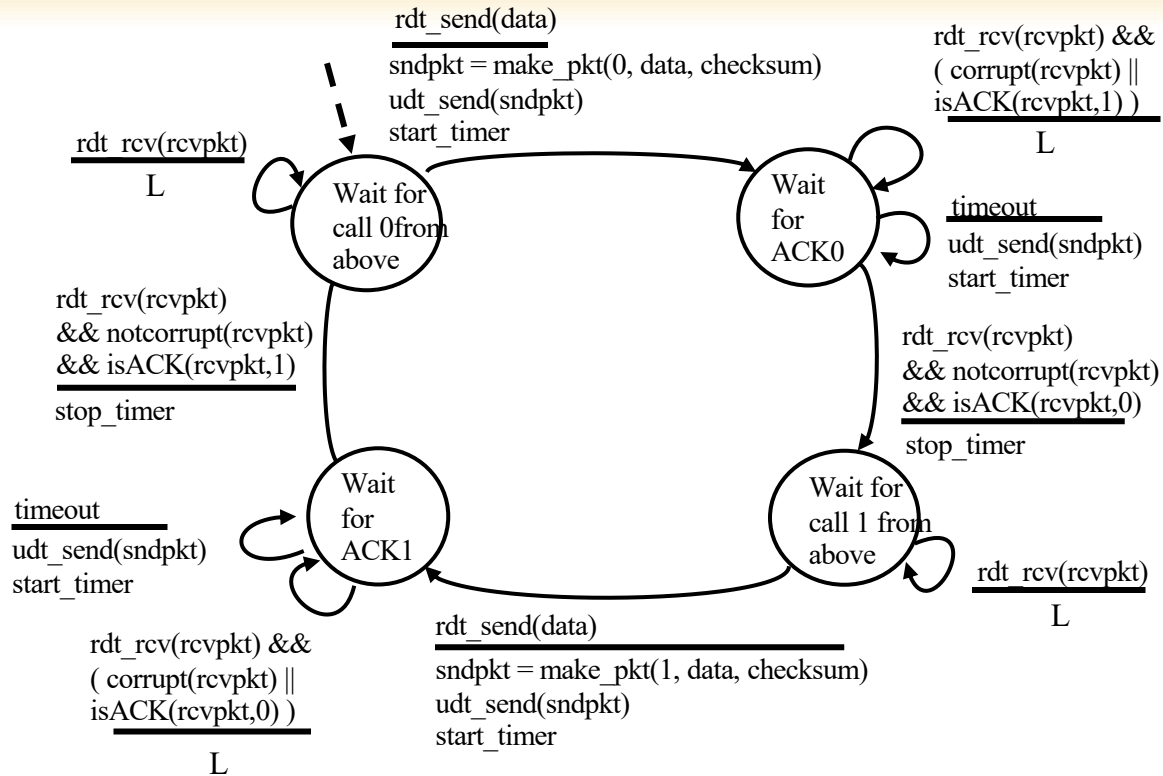 rdt_send(data)
sndpkt = make_pkt(0, data, checksum)
udt_send(sndpkt)
start_timer
rdt_rcv(rcvpkt) &&
( corrupt(rcvpkt) ||
isACK(rcvpkt,1) )
L
rdt_rcv(rcvpkt)
L
Wait for
call 0from
above
Wait
for
ACK0
timeout
udt_send(sndpkt)
start_timer
rdt_rcv(rcvpkt)
&& notcorrupt(rcvpkt)
&& isACK(rcvpkt,1)
stop_timer
rdt_rcv(rcvpkt)
&& notcorrupt(rcvpkt)
&& isACK(rcvpkt,0)
stop_timer
Wait
for
ACK1
Wait for
call 1 from
above
timeout
udt_send(sndpkt)
start_timer
rdt_rcv(rcvpkt)
L
rdt_rcv(rcvpkt) &&
( corrupt(rcvpkt) ||
isACK(rcvpkt,0) )
L
rdt_send(data)
sndpkt = make_pkt(1, data, checksum)
udt_send(sndpkt)
start_timer